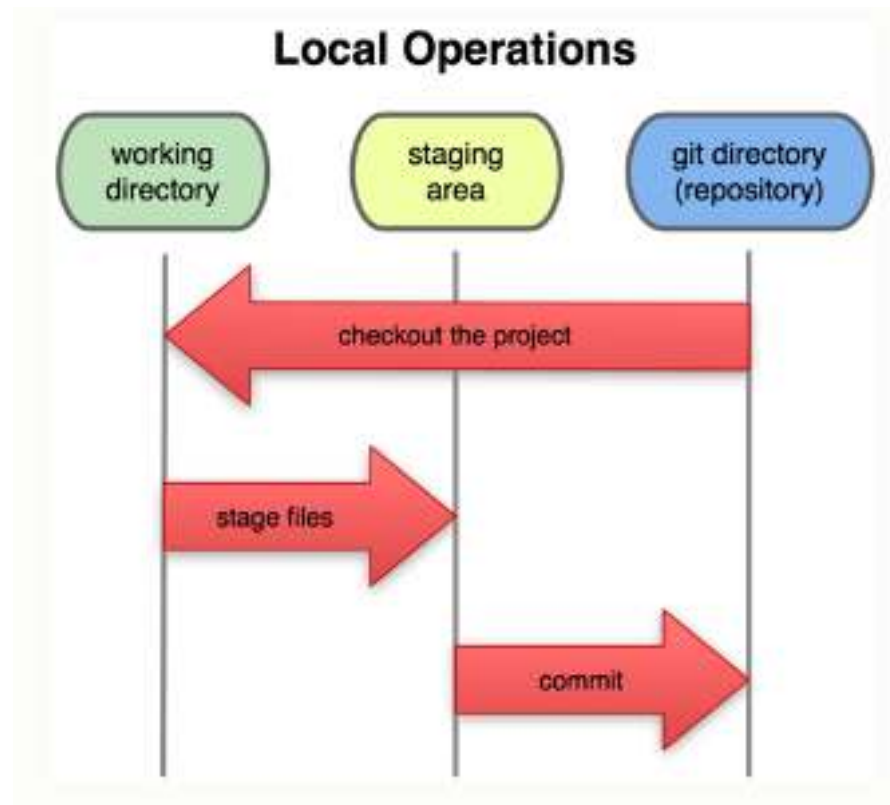 Local Operations
working
directory
staging
area
git directory
(repository)
checkout the project
stage files
commit